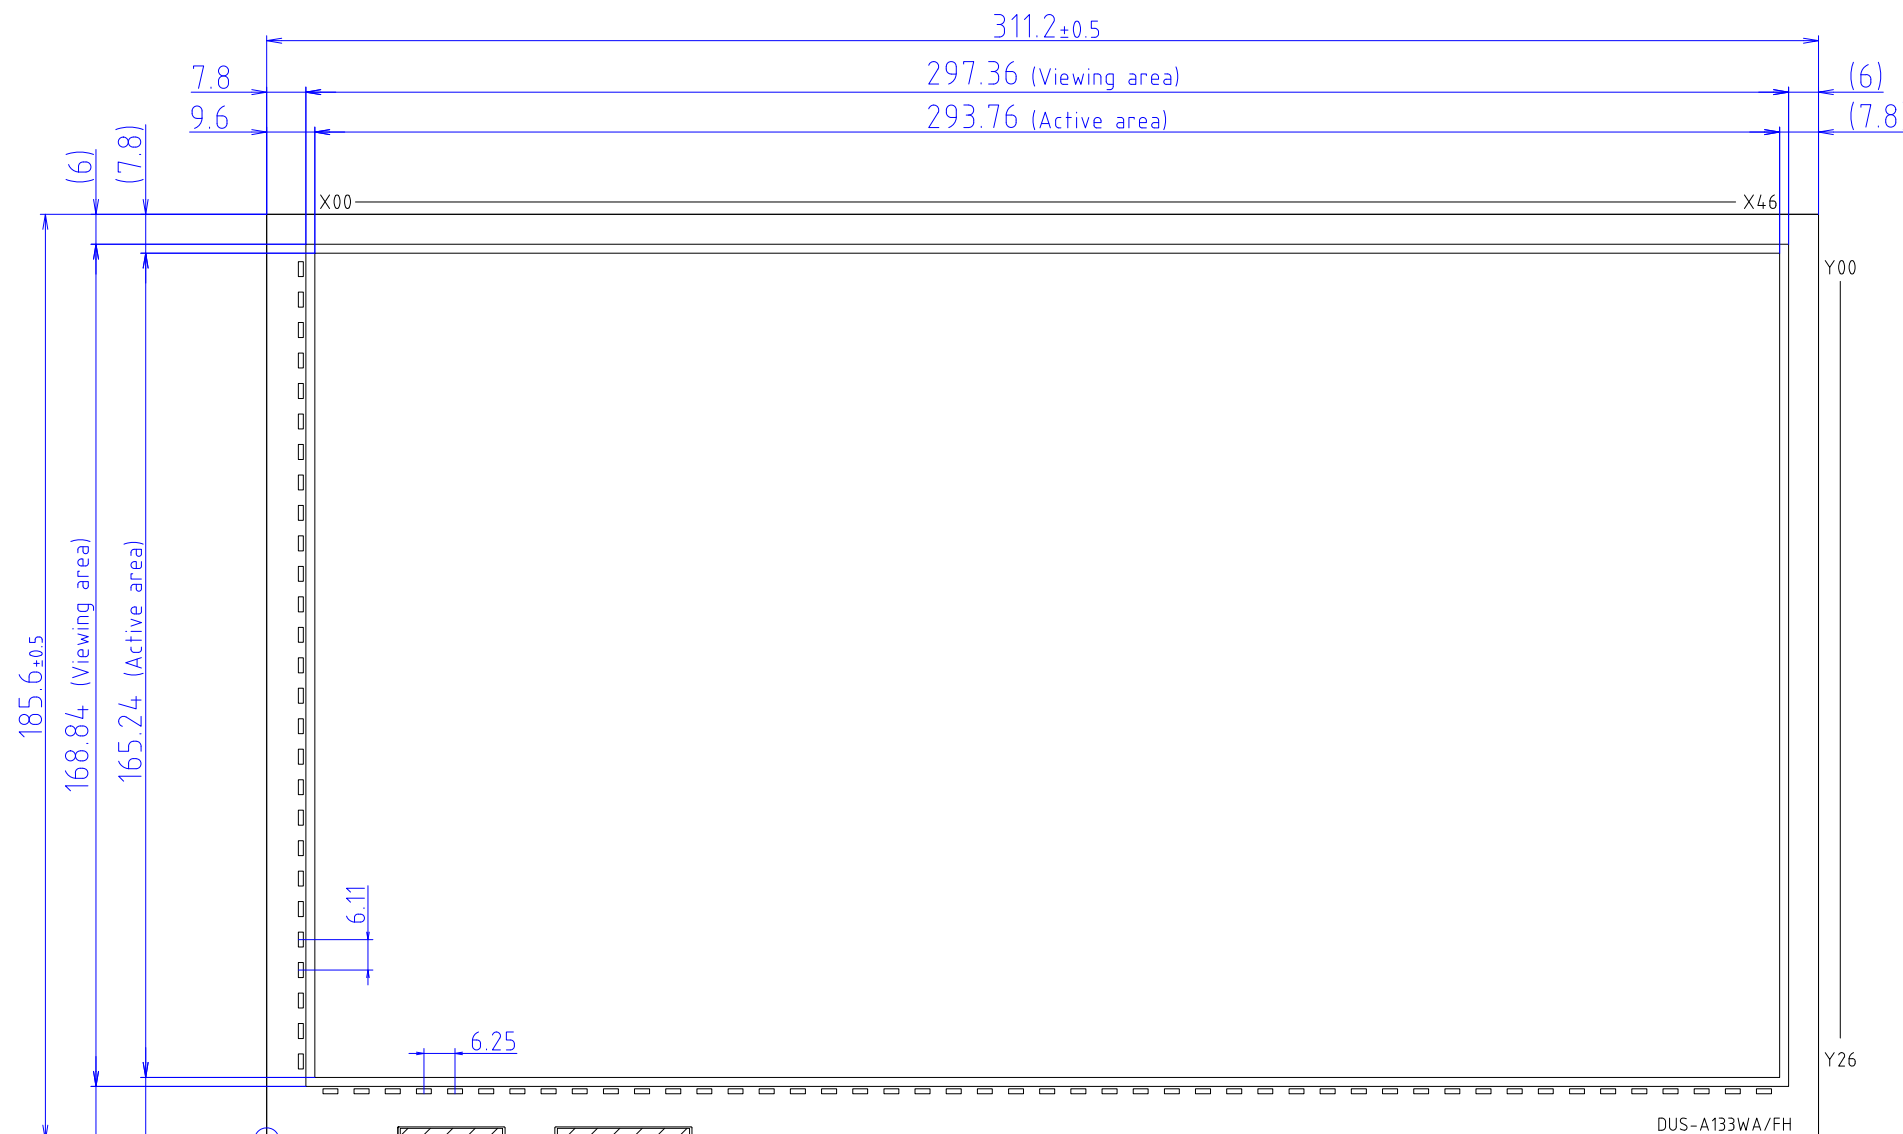 311.2±0.5
7.8
297.36 (Viewing area)
(6)
9.6
293.76 (Active area)
(7.8
(6)
(7.8)
X00
X46
Y00
185.6±0.5
168.84 (Viewing area)
165.24 (Active area)
6.11
6.25
Y26
DUS-A133WA/FH